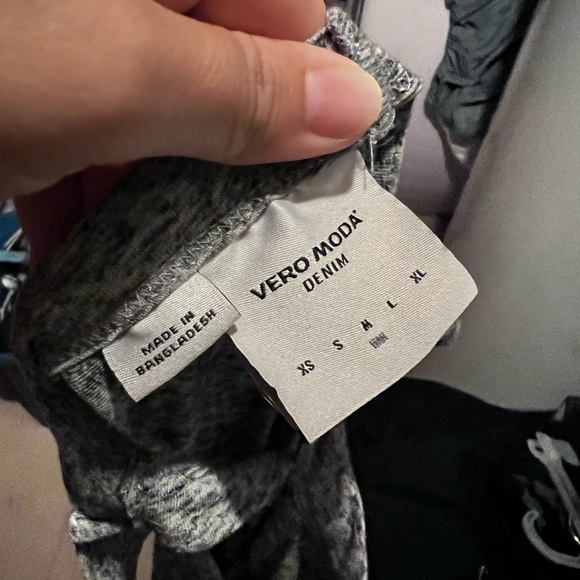 VERO MODA
DENIM
XS S M L XL
MADE IN
BANGLADESH